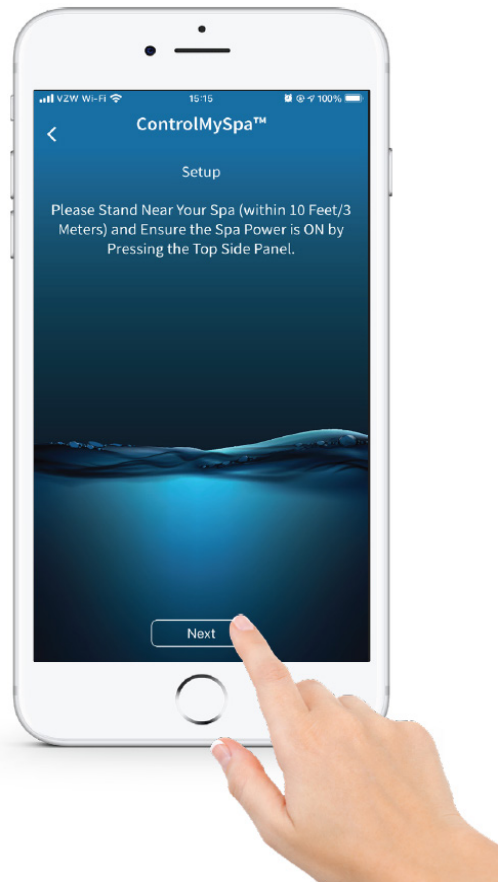 VZW Wi-Fi 15:15 100%
ControlMySpa™
Setup
Please Stand Near Your Spa (within 10 Feet/3
Meters) and Ensure the Spa Power is ON by
Pressing the Top Side Panel.
Next